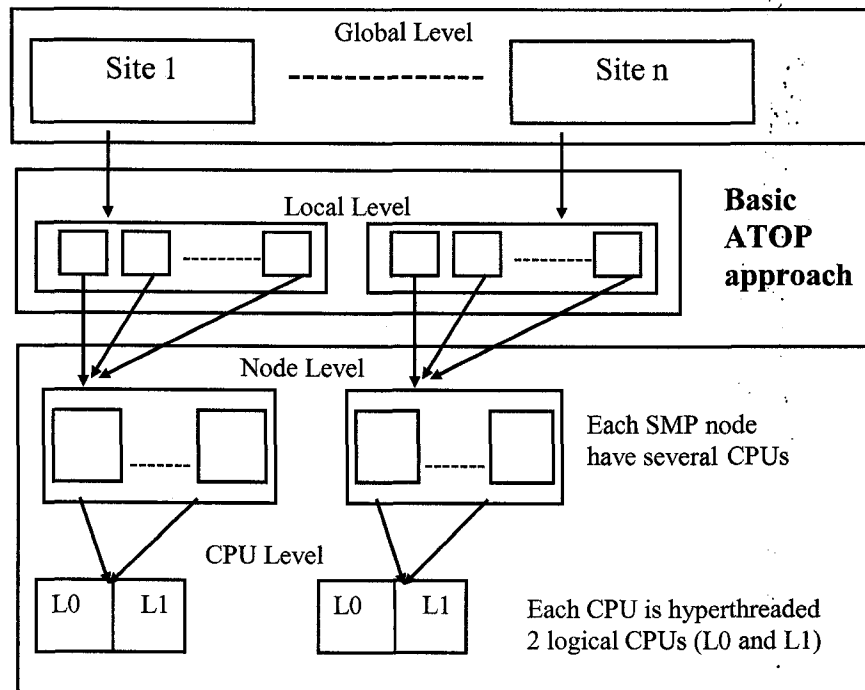 Global Level
Site 1
Site n
Local Level
Basic
ATOP
approach
Node Level
Each SMP node
have several CPUs
CPU Level
L0 L1
L0 L1
Each CPU is hyperthreaded
2 logical CPUs (L0 and L1)